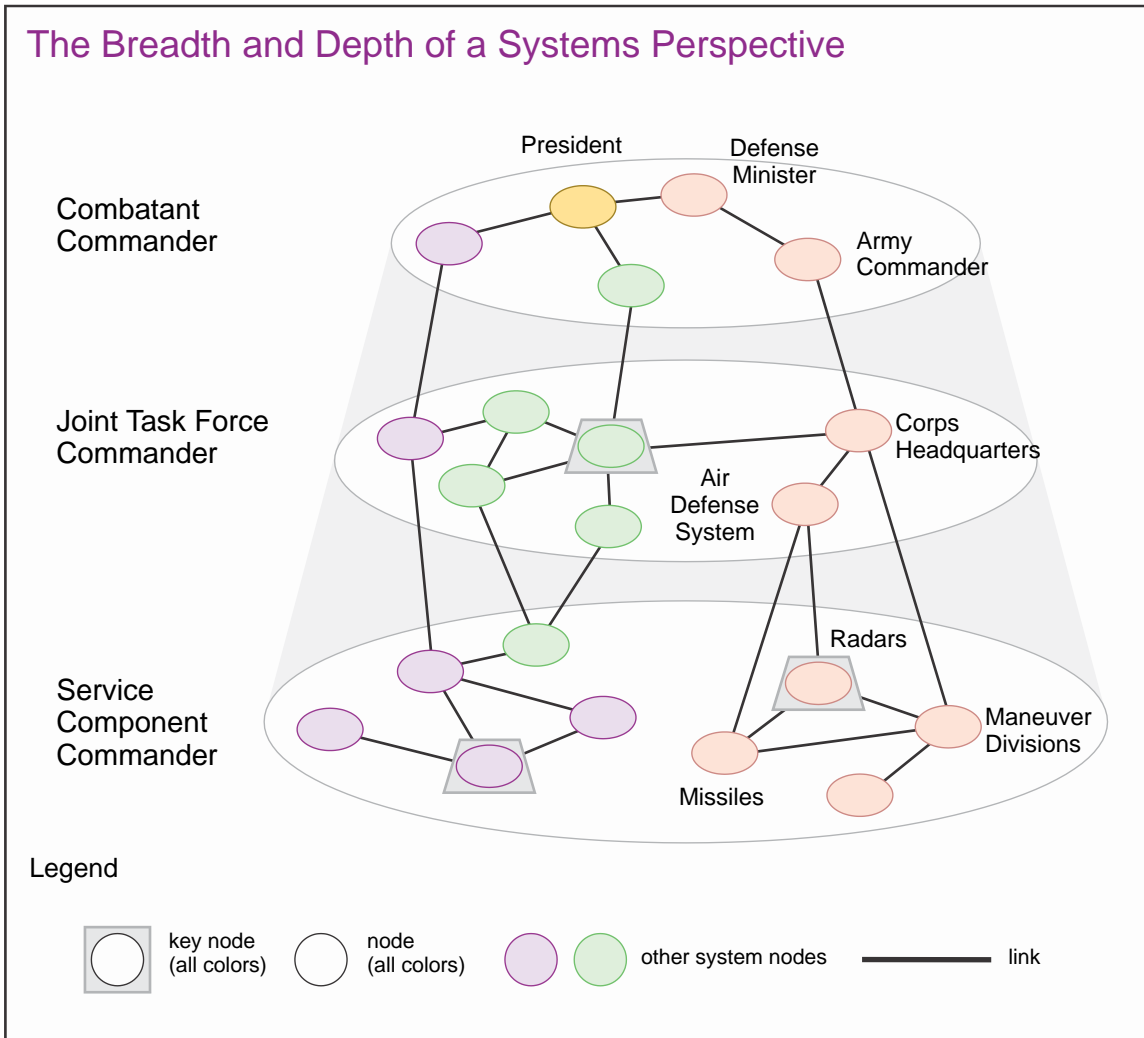 The Breadth and Depth of a Systems Perspective
President
Defense
Minister
Combatant
Commander
Army
Commander
Joint Task Force
Commander
Corps
Headquarters
Air
Defense
System
Radars
Service
Component
Commander
Maneuver
Divisions
Missiles
Legend
key node
(all colors)
node
(all colors)
other system nodes
link